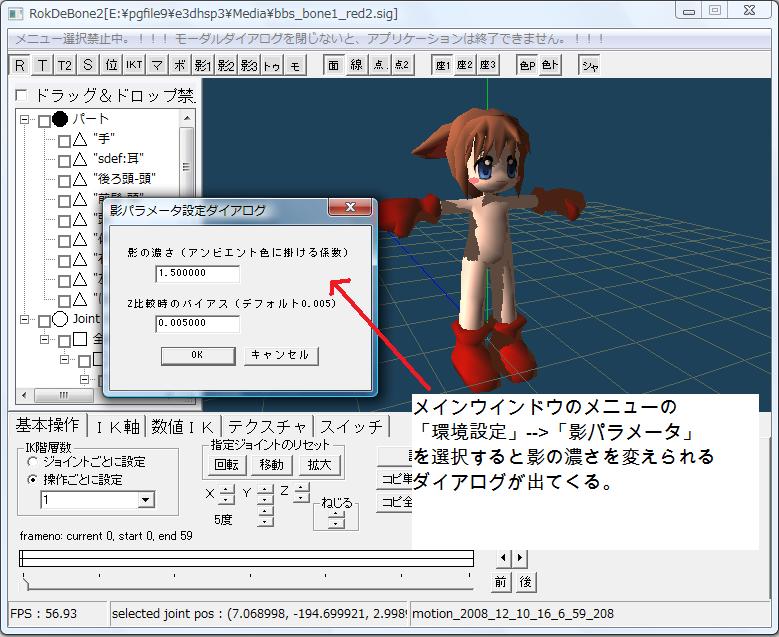 RokDeBone2[E:¥pgfile9¥e3dhsp3¥Media¥bbs_bone1_red2.sig]
メニュー選択禁止中。！！！ モーダルダイアログを閉じないと、アプリケーションは終了できません。！！！
R T T2 S 位 IKT マ ボ 影1 影2 影3 トゥ モ 面 線 点. 点2 座1 座2 座3 色P 色ト シャ
ドラッグ＆ドロップ禁
パート
"手"
"sdef:耳"
"後ろ頭-頭"
Joint
影パラメータ設定ダイアログ
影の濃さ（アンビエント色に掛ける係数）
1.500000
Z比較時のバイアス（デフォルト0.005）
0.005000
OK キャンセル
メインウインドウのメニューの
「環境設定」-->「影パラメータ」
を選択すると影の濃さを変えられる
ダイアログが出てくる。
基本操作 ＩＫ軸 数値ＩＫ テクスチャ スイッチ
IK階層数
ジョイントごとに設定
操作ごとに設定
1
指定ジョイントのリセット
回転 移動 拡大
X Y Z
5度
ねじる
コピ単
コピ全
frameno: current 0, start 0, end 59
前 後
FPS : 56.93 selected joint pos : (7.068998, -194.699921, 2.998 motion_2008_12_10_16_6_59_208